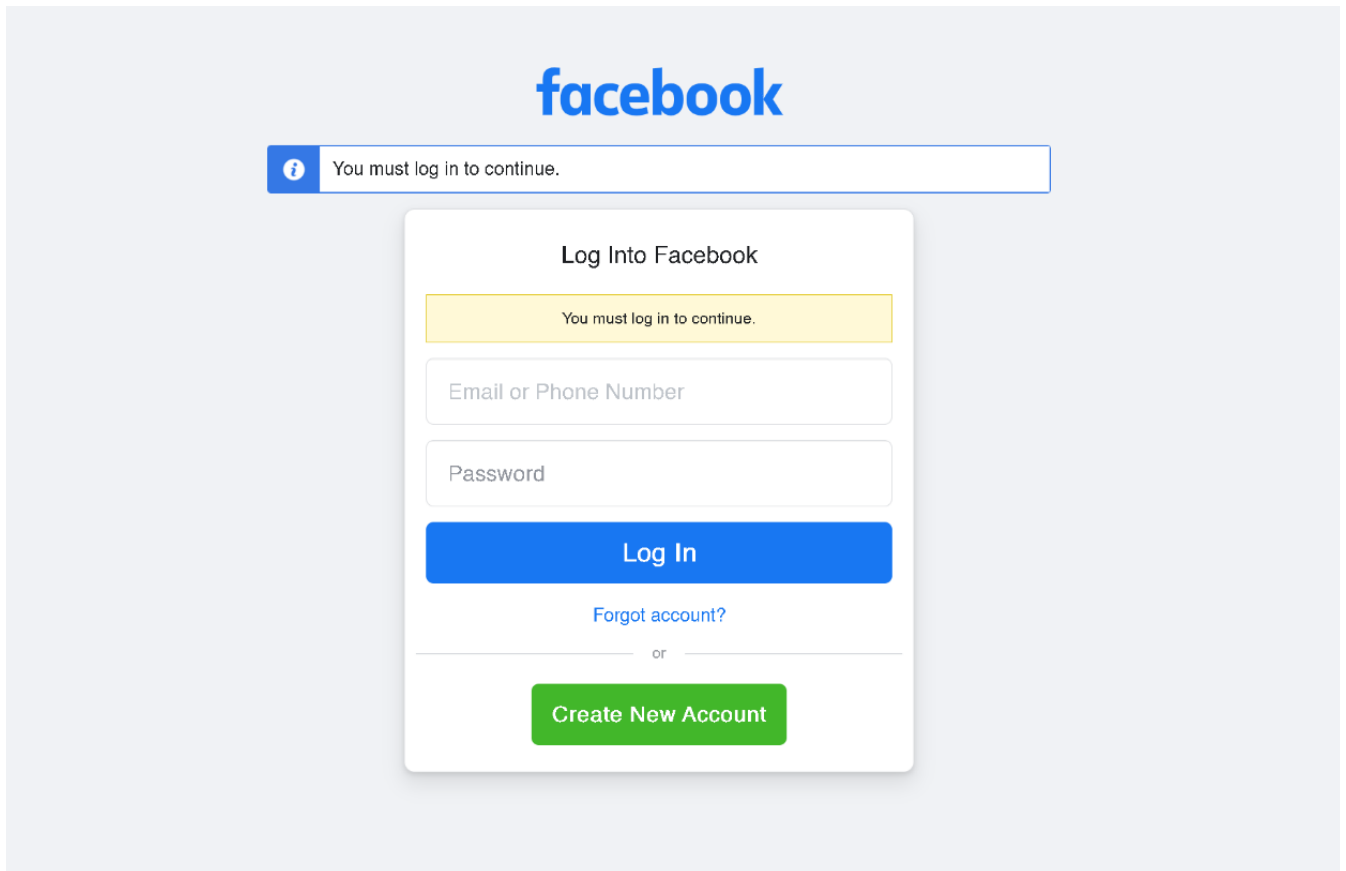 facebook
You must log in to continue.
Log Into Facebook
You must log in to continue.
Email or Phone Number
Password
Log In
Forgot account?
or
Create New Account